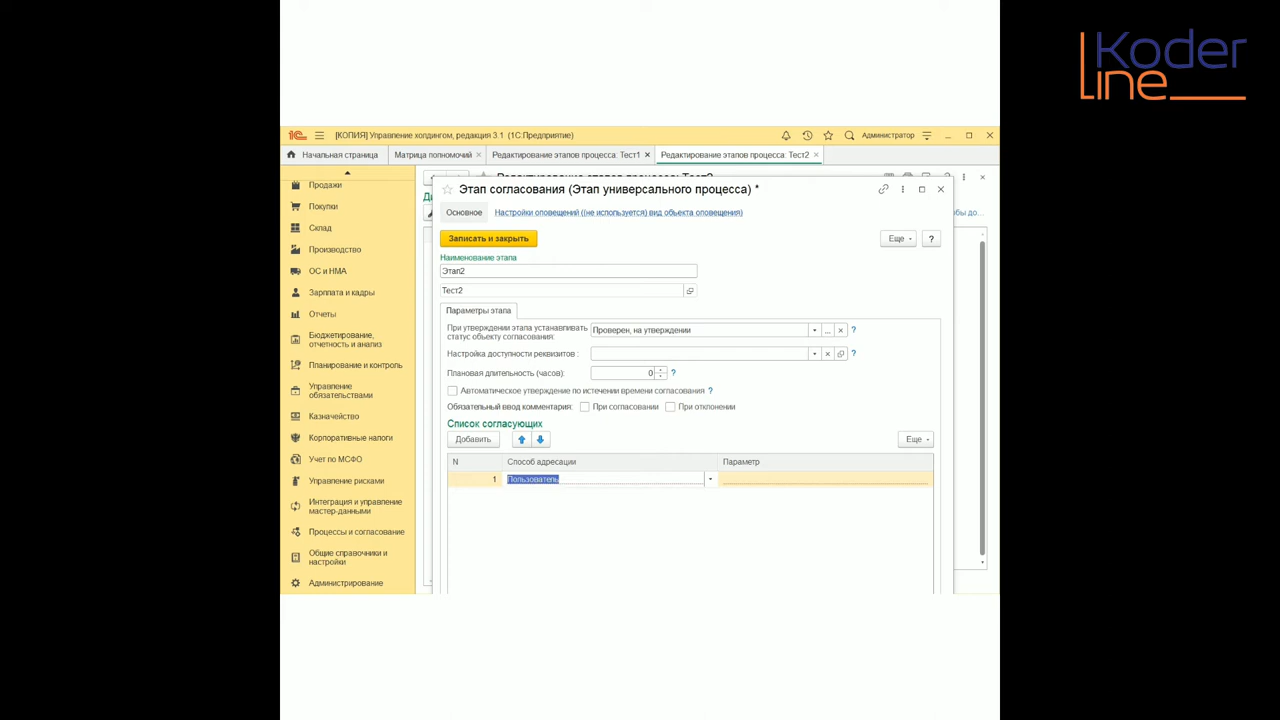 Koder
line
[КОПИЯ] Управление холдингом, редакция 3.1 (1С:Предприятие)
Администратор
Начальная страница
Матрица полномочий
Редактирование этапов процесса: Тест1
Редактирование этапов процесса: Тест2
Продажи
Покупки
Склад
Производство
ОС и НМА
Зарплата и кадры
Отчеты
Бюджетирование,
отчетность и анализ
Планирование и контроль
Управление
обязательствами
Казначейство
Корпоративные налоги
Учет по МСФО
Управление рисками
Интеграция и управление
мастер-данными
Процессы и согласование
Общие справочники и
настройки
Администрирование
Этап согласования (Этап универсального процесса) *
Основное
Настройки оповещений ((не используется) вид объекта оповещения)
Записать и закрыть
Еще
?
Наименование этапа
Этап2
Тест2
Параметры этапа
При утверждении этапа устанавливать
статус объекту согласования:
Проверен, на утверждении
?
Настройка доступности реквизитов :
?
Плановая длительность (часов):
0
?
Автоматическое утверждение по истечении времени согласования ?
Обязательный ввод комментария:
При согласовании
При отклонении
Список согласующих
Добавить
Еще
N
Способ адресации
Параметр
1
Пользователь